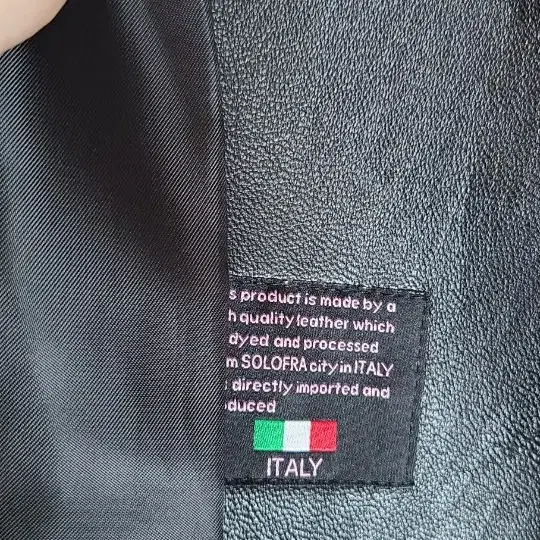 s product is made by a
h quality leather which
dyed and processed
m SOLOFRA city in ITALY
directly imported and
duced
ITALY